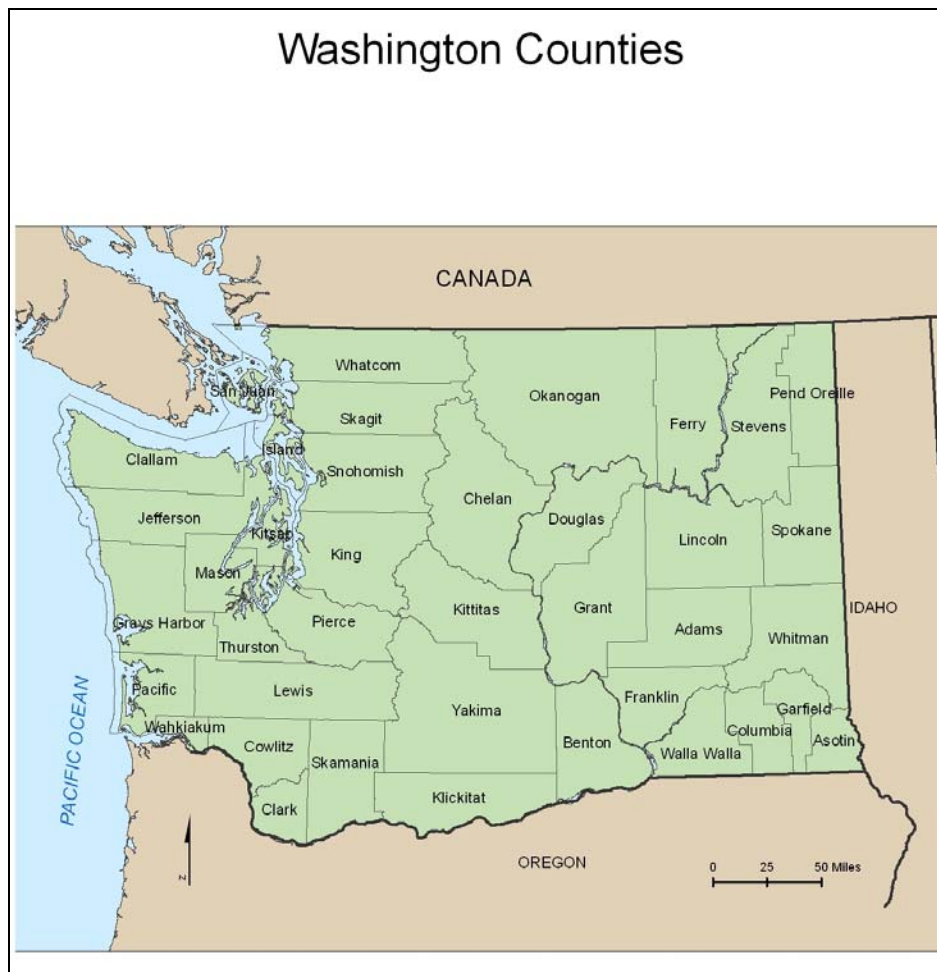 Washington Counties
CANADA
Whatcom
San Juan
Okanogan
Pend Oreille
Skagit
Ferry
Stevens
Island
Clallam
Snohomish
Chelan
Jefferson
Douglas
Kitsap
Lincoln
Spokane
King
Mason
Kittitas
Grant
IDAHO
Grays Harbor
Pierce
Adams
Whitman
Thurston
Pacific
Lewis
Franklin
Yakima
Garfield
Wahkiakum
Columbia
Cowlitz
Benton
Asotin
Walla Walla
Skamania
PACIFIC OCEAN
Klickitat
Clark
OREGON
0 25 50 Miles
N